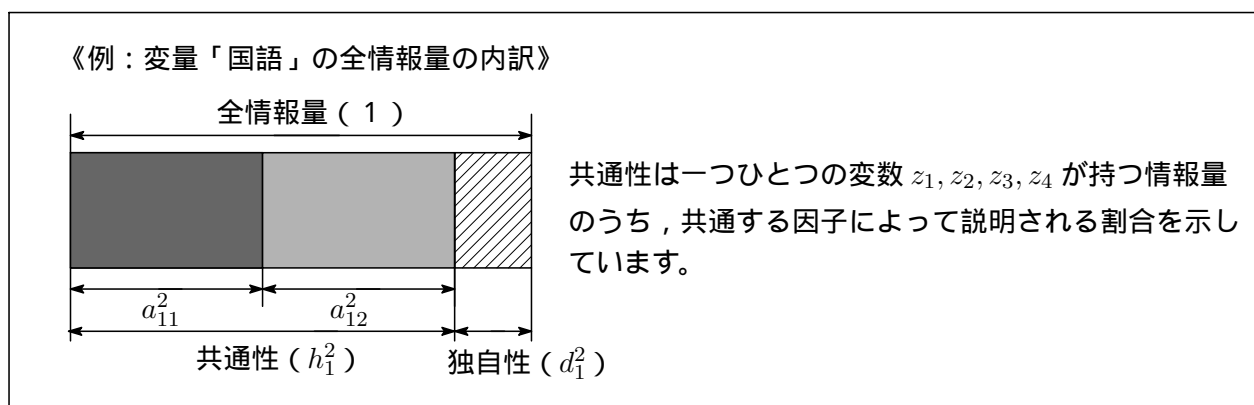 《例：変量「国語」の全情報量の内訳》
全情報量（1）
共通性は一つひとつの変数 z₁, z₂, z₃, z₄ が持つ情報量
のうち，共通する因子によって説明される割合を示し
ています。
a₁₁² a₁₂²
共通性（h₁²） 独自性（d₁²）